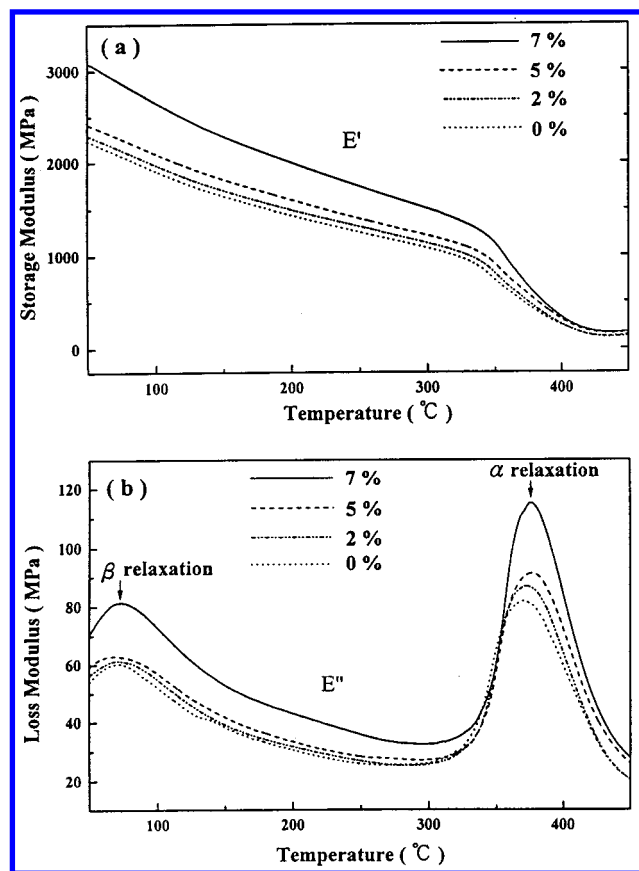 ( a )
7 %
5 %
2 %
0 %
E'
3000
2000
1000
0
Storage Modulus ( MPa )
100
200
300
400
Temperature ( ℃ )
( b )
7 %
5 %
2 %
0 %
α relaxation
β relaxation
E"
120
100
80
60
40
20
Loss Modulus ( MPa )
100
200
300
400
Temperature ( ℃ )